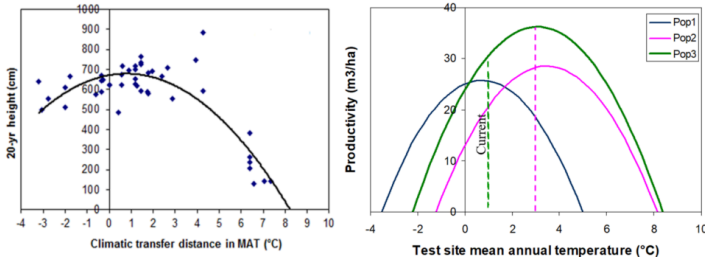 20-yr height (cm)
1000
900
800
700
600
500
400
300
200
100
0
-4 -3 -2 -1 0 1 2 3 4 5 6 7 8 9 10
Climatic transfer distance in MAT (°C)
Productivity (m3/ha)
40
30
20
10
0
-4 -2 0 2 4 6 8 10
Test site mean annual temperature (°C)
Current
Pop1
Pop2
Pop3